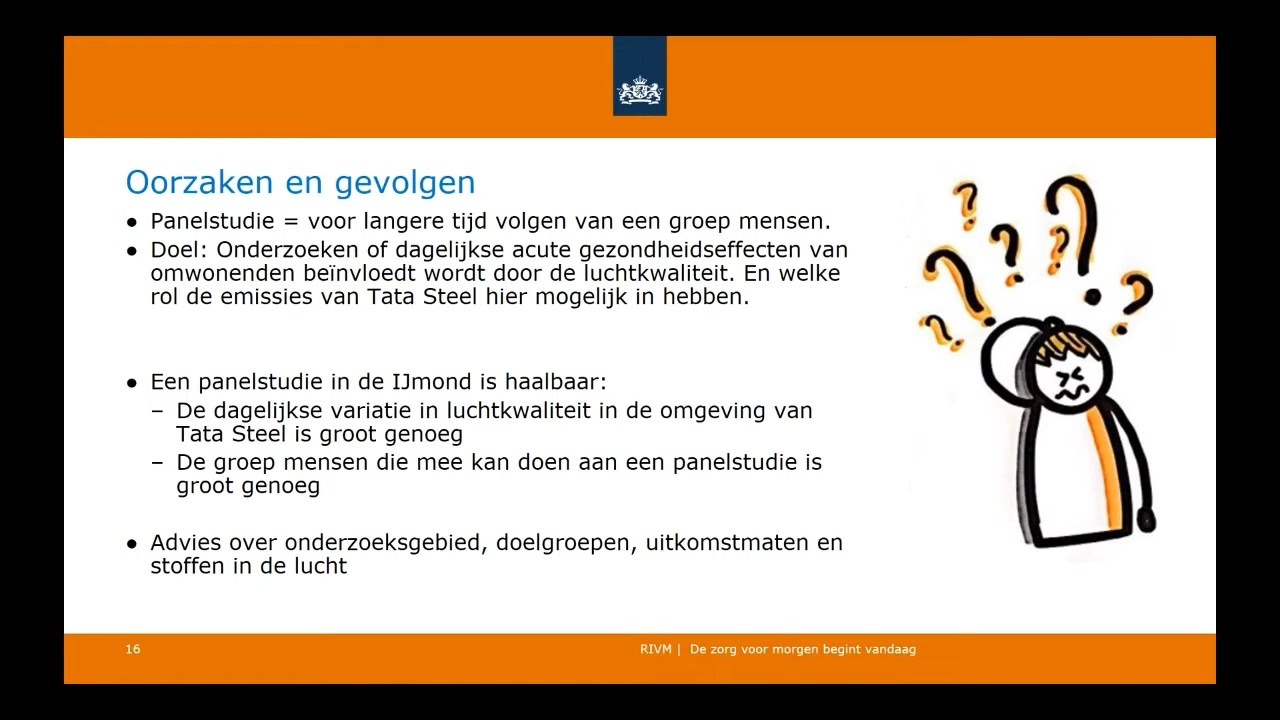 Oorzaken en gevolgen
● Panelstudie = voor langere tijd volgen van een groep mensen.
● Doel: Onderzoeken of dagelijkse acute gezondheidseffecten van
omwonenden beïnvloedt wordt door de luchtkwaliteit. En welke
rol de emissies van Tata Steel hier mogelijk in hebben.
● Een panelstudie in de IJmond is haalbaar:
– De dagelijkse variatie in luchtkwaliteit in de omgeving van
Tata Steel is groot genoeg
– De groep mensen die mee kan doen aan een panelstudie is
groot genoeg
● Advies over onderzoeksgebied, doelgroepen, uitkomstmaten en
stoffen in de lucht
? ? ? ? ? ? ?
16
RIVM | De zorg voor morgen begint vandaag